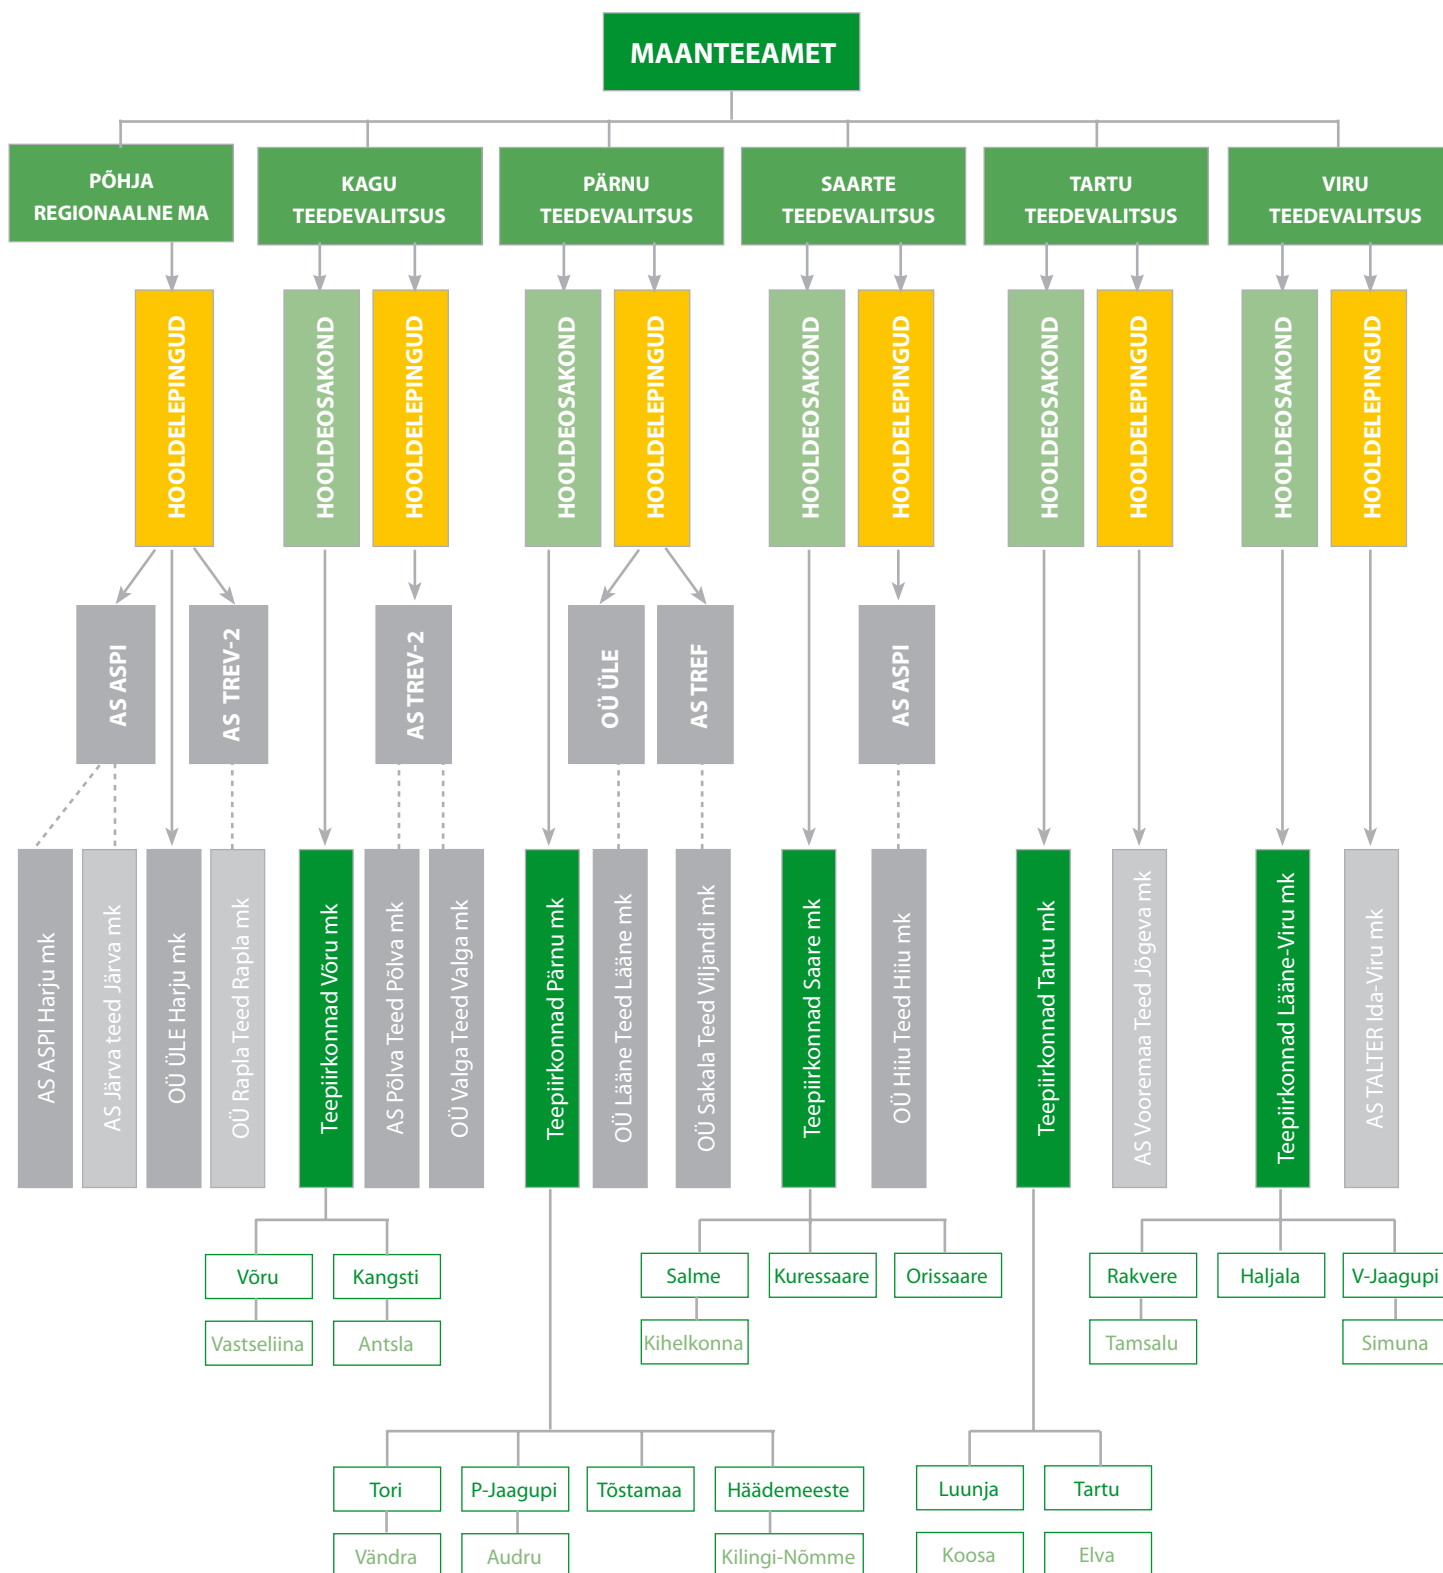 MAANTEEAMET
PÕHJA
REGIONAALNE MA
KAGU
TEEDEVALITSUS
PÄRNU
TEEDEVALITSUS
SAARTE
TEEDEVALITSUS
TARTU
TEEDEVALITSUS
VIRU
TEEDEVALITSUS
HOOLDELEPINGUD
HOOLDEOSAKOND
HOOLDELEPINGUD
HOOLDEOSAKOND
HOOLDELEPINGUD
HOOLDEOSAKOND
HOOLDELEPINGUD
HOOLDEOSAKOND
HOOLDELEPINGUD
HOOLDEOSAKOND
HOOLDELEPINGUD
AS ASPI
AS TREV-2
AS TREV-2
OÜ ÜLE
AS TREF
AS ASPI
AS ASPI Harju mk
AS Järva teed Järva mk
OÜ ÜLE Harju mk
OÜ Rapla Teed Rapla mk
Teepiirkonnad Võru mk
AS Põlva Teed Põlva mk
OÜ Valga Teed Valga mk
Teepiirkonnad Pärnu mk
OÜ Lääne Teed Lääne mk
OÜ Sakala Teed Viljandi mk
Teepiirkonnad Saare mk
OÜ Hiiu Teed Hiiu mk
Teepiirkonnad Tartu mk
AS Vooremaa Teed Jõgeva mk
Teepiirkonnad Lääne-Viru mk
AS TALTER Ida-Viru mk
Võru
Kangsti
Salme
Kuressaare
Orissaare
Rakvere
Haljala
V-Jaagupi
Vastseliina
Antsla
Kihelkonna
Tamsalu
Simuna
Tori
P-Jaagupi
Tõstamaa
Häädemeeste
Luunja
Tartu
Vändra
Audru
Kilingi-Nõmme
Koosa
Elva